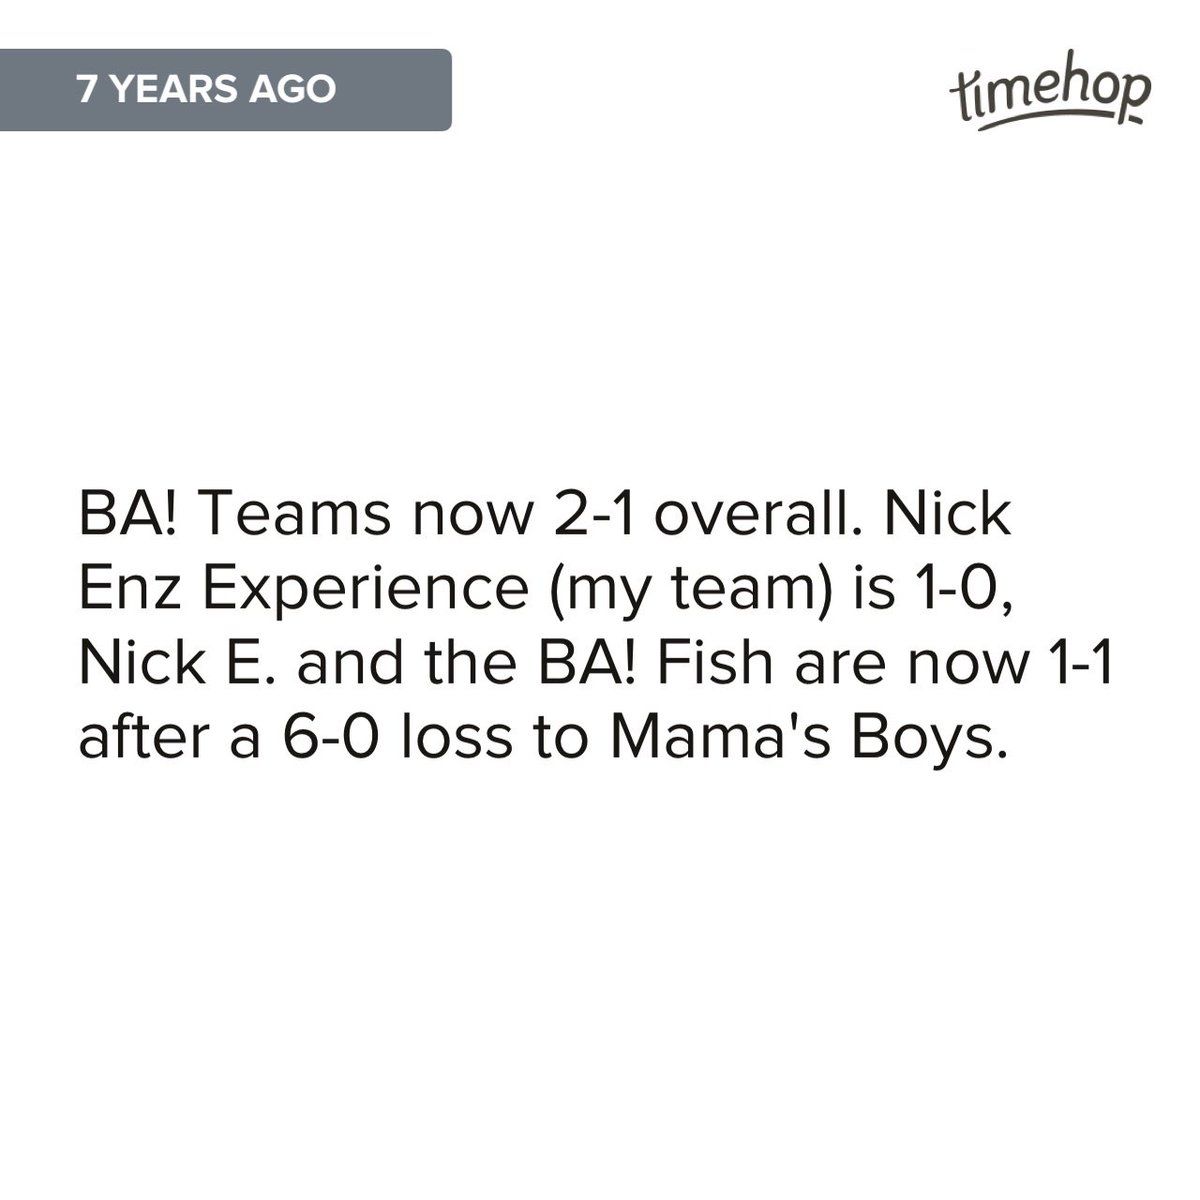 7 YEARS AGO
timehop
BA! Teams now 2-1 overall. Nick
Enz Experience (my team) is 1-0,
Nick E. and the BA! Fish are now 1-1
after a 6-0 loss to Mama's Boys.